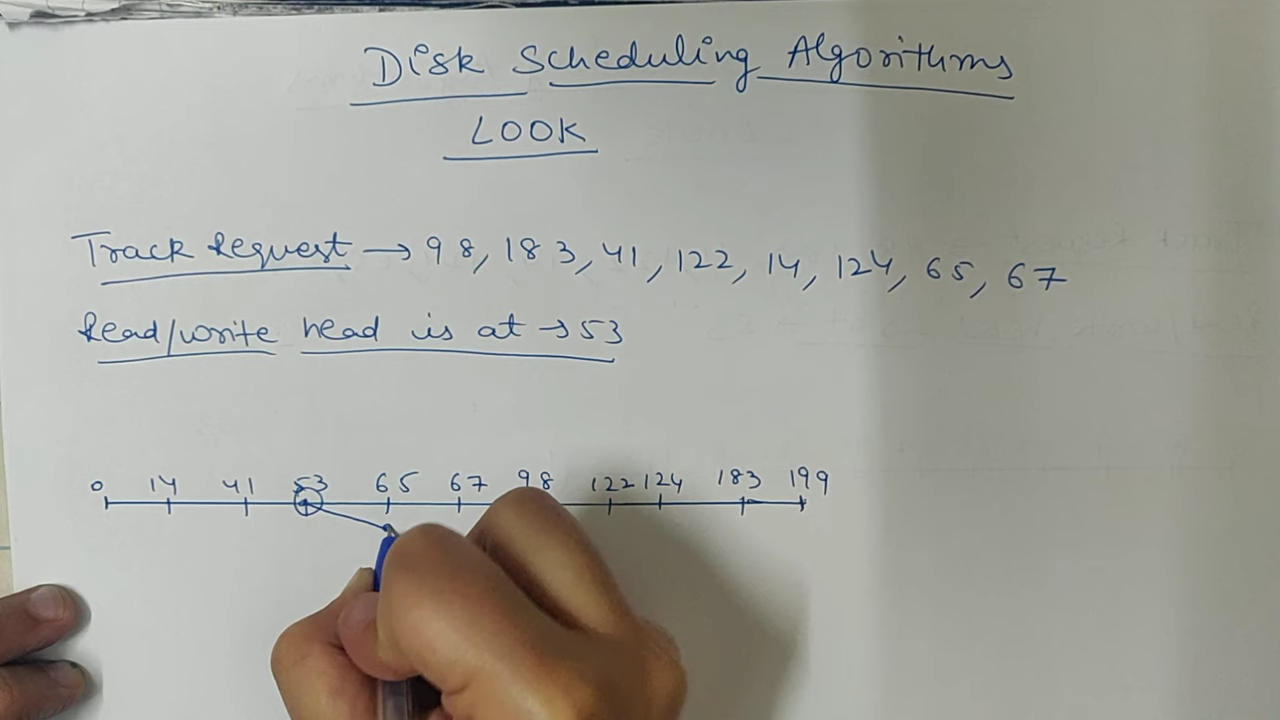 Disk Scheduling Algorithms
LOOK
Track Request → 98, 183, 41, 122, 14, 124, 65, 67
Read/write head is at → 53
0 14 41 53 65 67 98 122 124 183 199